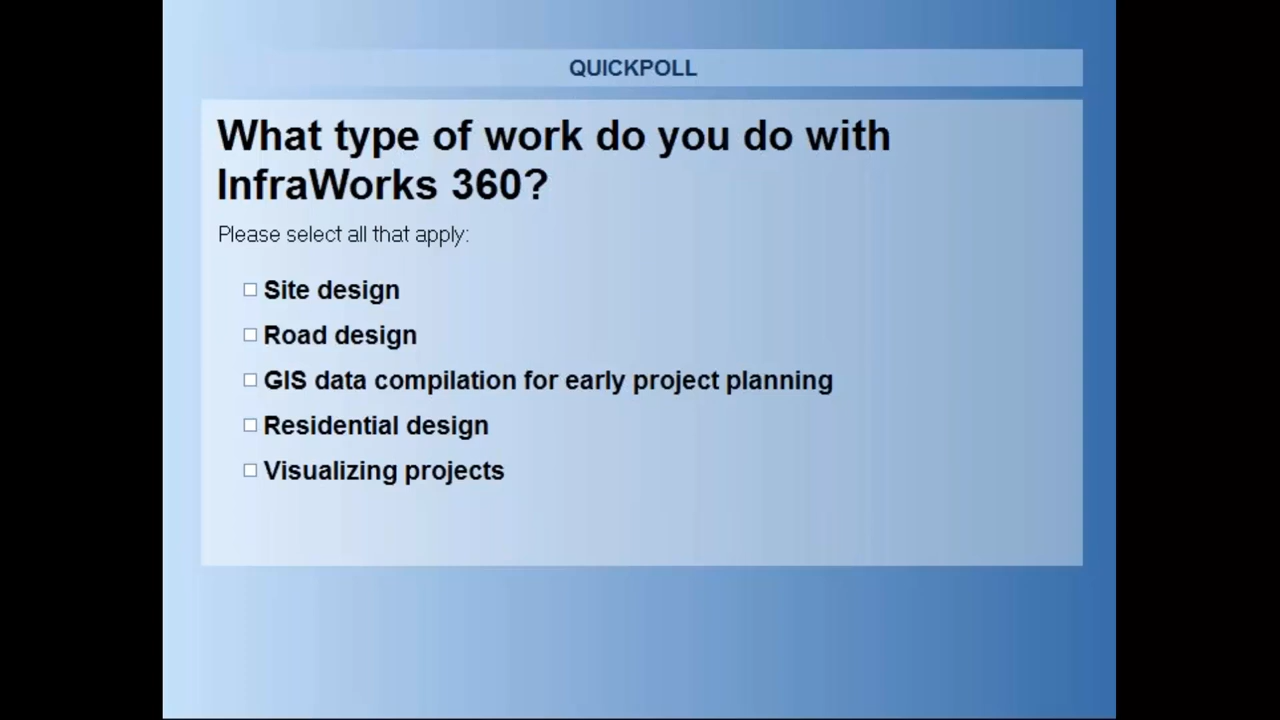 QUICKPOLL
What type of work do you do with
InfraWorks 360?
Please select all that apply:
Site design
Road design
GIS data compilation for early project planning
Residential design
Visualizing projects